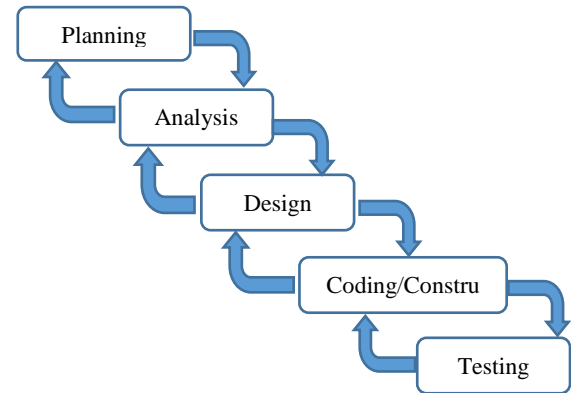 Planning
Analysis
Design
Coding/Constru
Testing